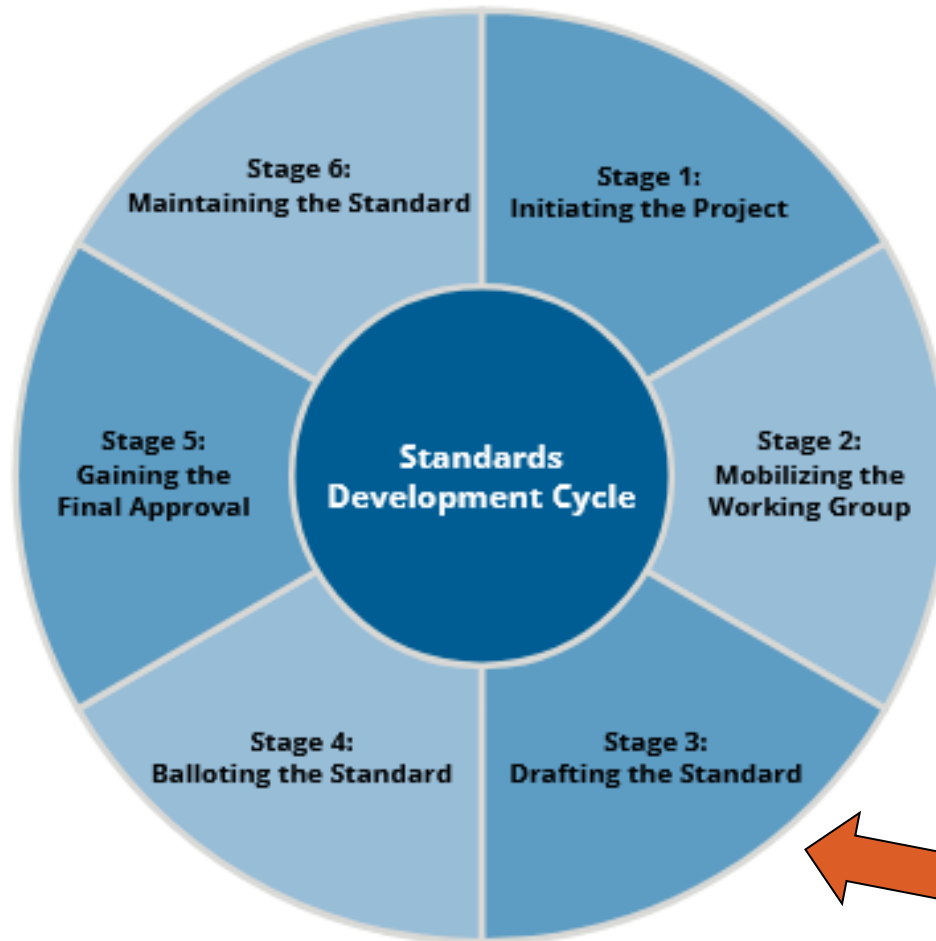 Stage 1:
Initiating the Project
Stage 2:
Mobilizing the
Working Group
Stage 3:
Drafting the Standard
Stage 4:
Balloting the Standard
Stage 5:
Gaining the
Final Approval
Stage 6:
Maintaining the Standard
Standards
Development Cycle